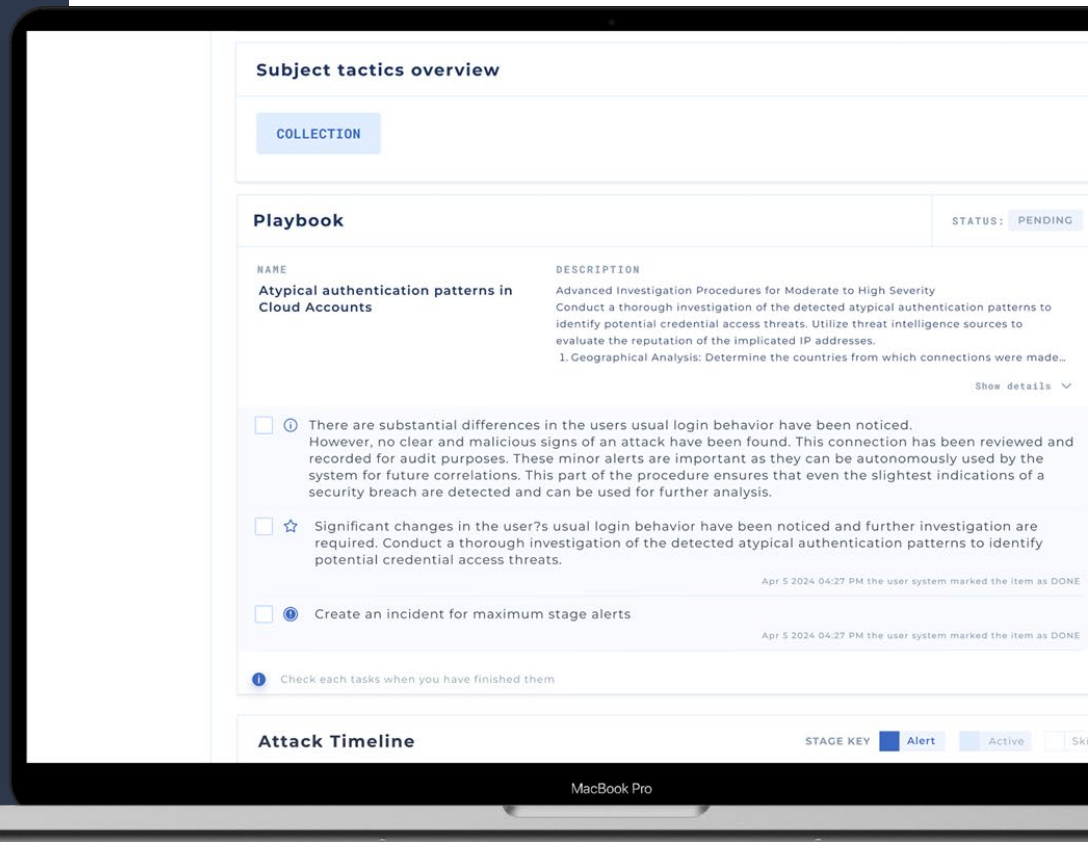 Subject tactics overview
COLLECTION
Playbook
STATUS: PENDING
NAME
Atypical authentication patterns in
Cloud Accounts
DESCRIPTION
Advanced Investigation Procedures for Moderate to High Severity
Conduct a thorough investigation of the detected atypical authentication patterns to
identify potential credential access threats. Utilize threat intelligence sources to
evaluate the reputation of the implicated IP addresses.
1. Geographical Analysis: Determine the countries from which connections were made…
Show details
There are substantial differences in the users usual login behavior have been noticed.
However, no clear and malicious signs of an attack have been found. This connection has been reviewed and
recorded for audit purposes. These minor alerts are important as they can be autonomously used by the
system for future correlations. This part of the procedure ensures that even the slightest indications of a
security breach are detected and can be used for further analysis.
Significant changes in the user?s usual login behavior have been noticed and further investigation are
required. Conduct a thorough investigation of the detected atypical authentication patterns to identify
potential credential access threats.
Apr 5 2024 04:27 PM the user system marked the item as DONE
Create an incident for maximum stage alerts
Apr 5 2024 04:27 PM the user system marked the item as DONE
Check each tasks when you have finished them
Attack Timeline
STAGE KEY Alert Active Ski
MacBook Pro